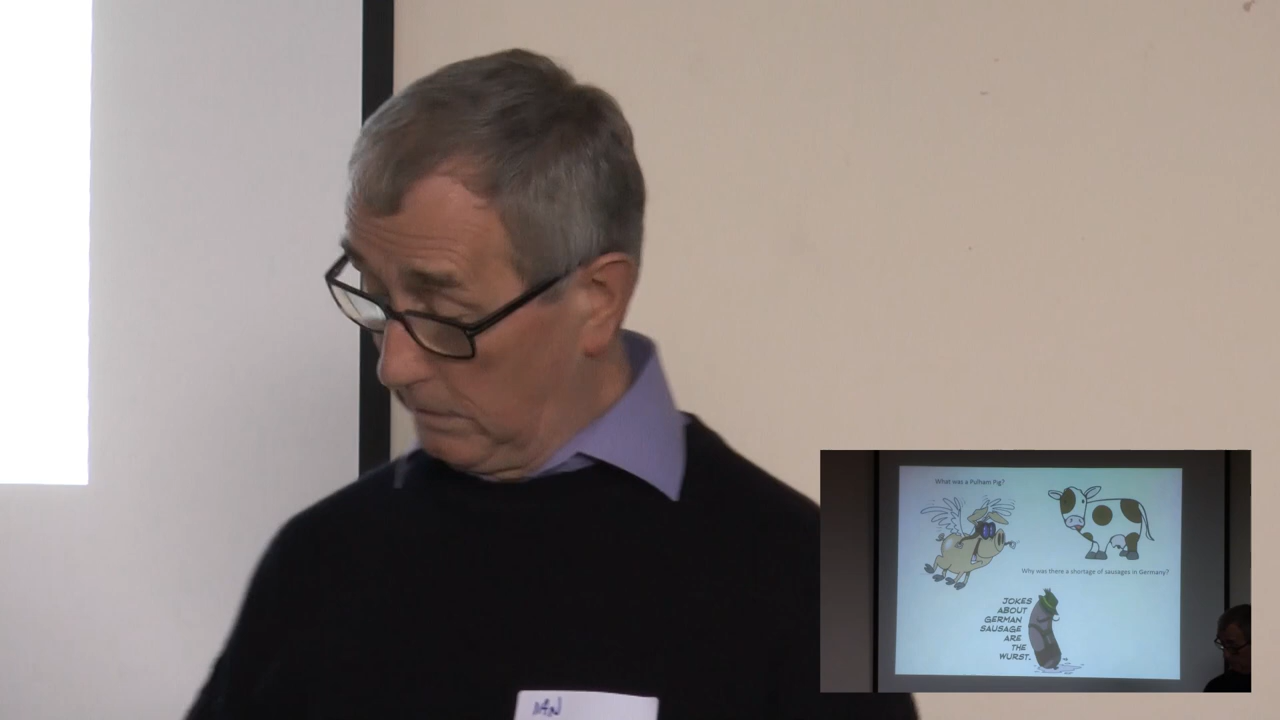 What was a Pulham Pig?
Why was there a shortage of sausages in Germany?
JOKES
ABOUT
GERMAN
SAUSAGE
ARE
THE
WURST.